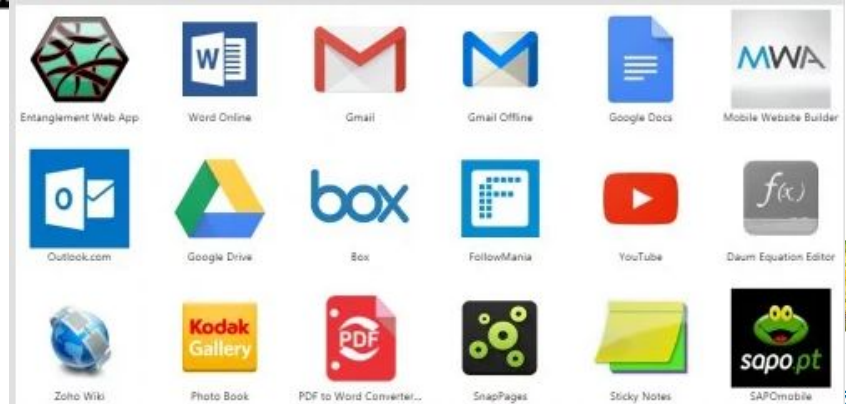 MWA
Entanglement Web App
Word Online
Gmail
Gmail Offline
Google Docs
Mobile Website Builder
W
O
box
F
f(x)
Outlook.com
Google Drive
Box
FollowMania
YouTube
Daum Equation Editor
Kodak
Gallery
PDF
sapo.pt
Zoho Wiki
Photo Book
PDF to Word Converter...
SnapPages
Sticky Notes
SAPOmobile